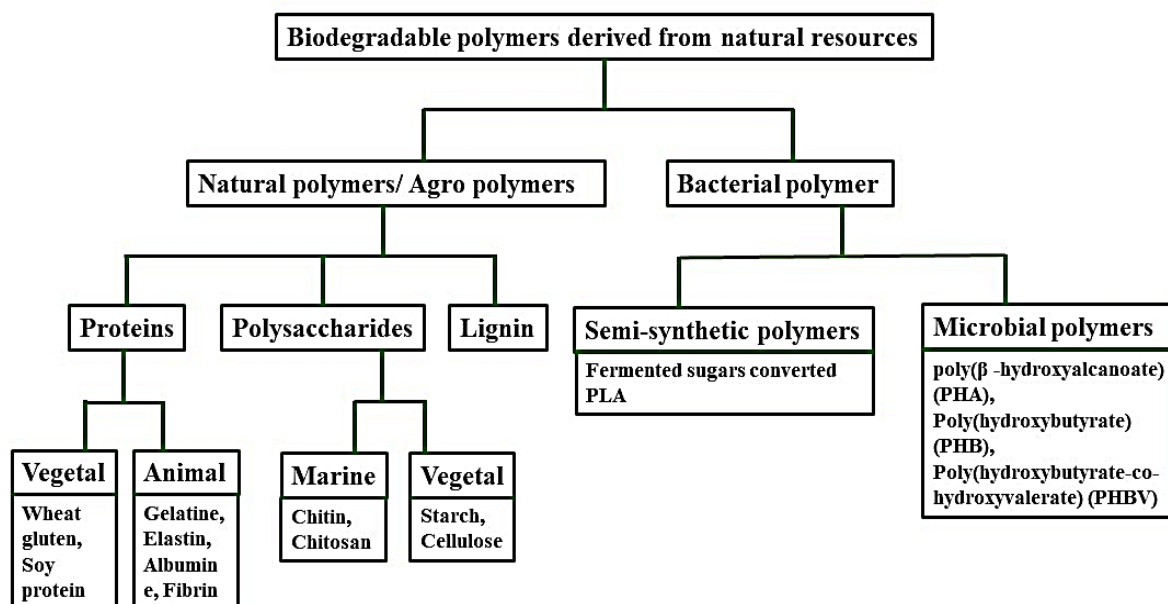 Biodegradable polymers derived from natural resources
Natural polymers/ Agro polymers
Bacterial polymer
Proteins
Polysaccharides
Lignin
Semi-synthetic polymers
Fermented sugars converted
PLA
Microbial polymers
poly(β -hydroxyalcanoate)
(PHA),
Poly(hydroxybutyrate)
(PHB),
Poly(hydroxybutyrate-co-
hydroxyvalerate) (PHBV)
Vegetal
Wheat
gluten,
Soy
protein
Animal
Gelatine,
Elastin,
Albumin
e, Fibrin
Marine
Chitin,
Chitosan
Vegetal
Starch,
Cellulose